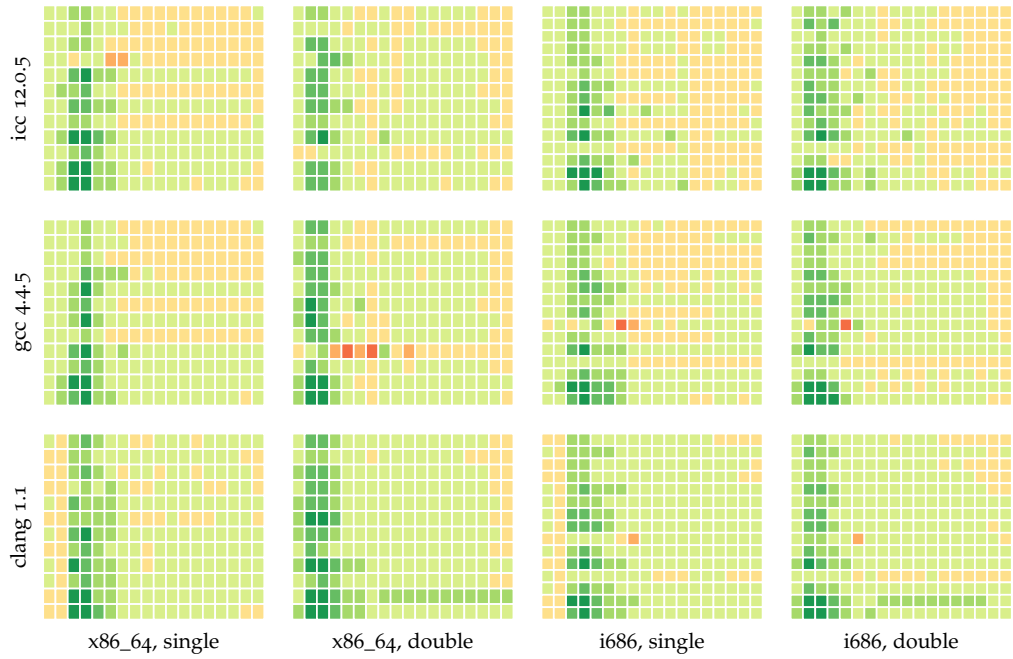 icc 12.0.5
gcc 4.4.5
clang 1.1
x86_64, single
x86_64, double
i686, single
i686, double